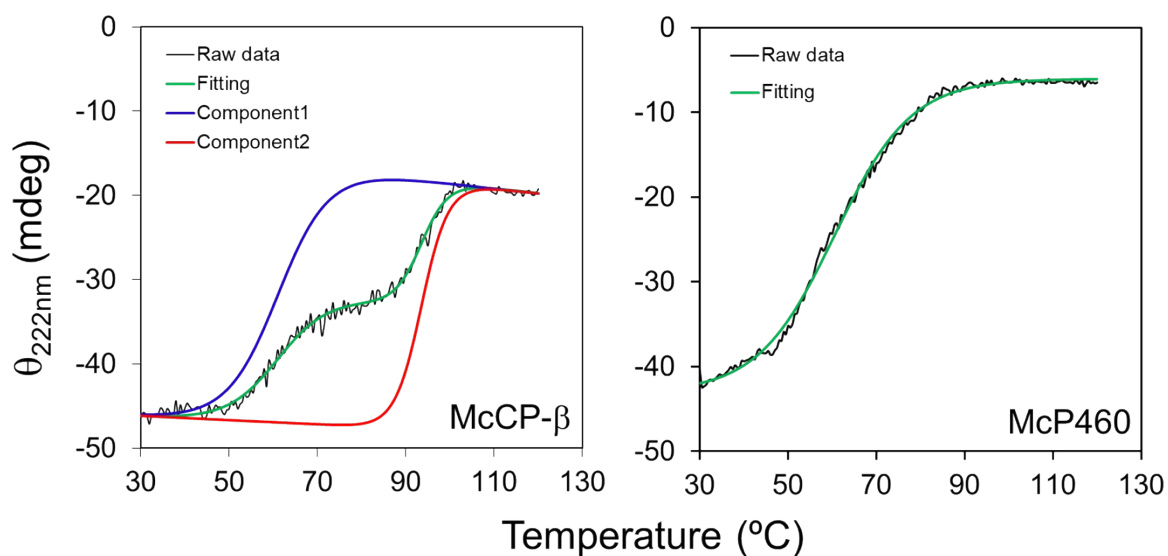 θ222nm (mdeg)
0
-10
-20
-30
-40
-50
Raw data
Fitting
Component1
Component2
McCP-β
30 50 70 90 110 130
0
-10
-20
-30
-40
-50
Raw data
Fitting
McP460
30 50 70 90 110 130
Temperature (ºC)